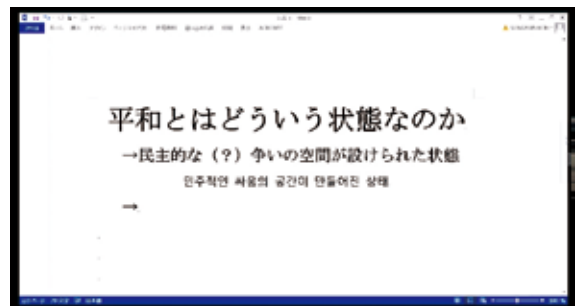 平和とはどういう状態なのか
→民主的な（？）争いの空間が設けられた状態
민주적인 싸움의 공간이 만들어진 상태
→